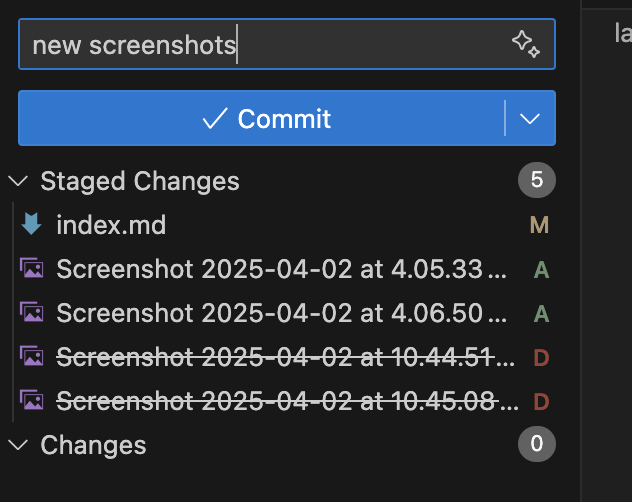 new screenshots
la
Commit
Staged Changes 5
index.md M
Screenshot 2025-04-02 at 4.05.33... A
Screenshot 2025-04-02 at 4.06.50... A
Screenshot 2025-04-02 at 10.44.51... D
Screenshot 2025-04-02 at 10.45.08... D
Changes 0